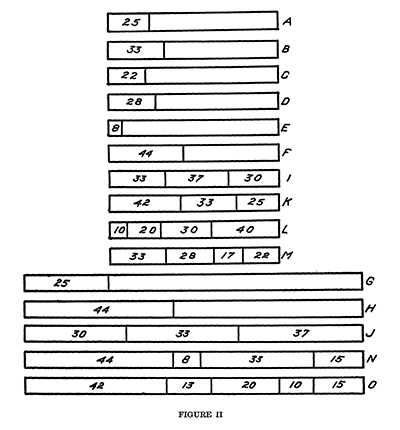 25 A
33 B
22 C
28 D
8 E
44 F
33 37 30 I
42 33 25 K
10 20 30 40 L
33 28 17 22 M
25 G
44 H
30 33 37 J
44 8 33 15 N
42 13 20 10 15 O
FIGURE II